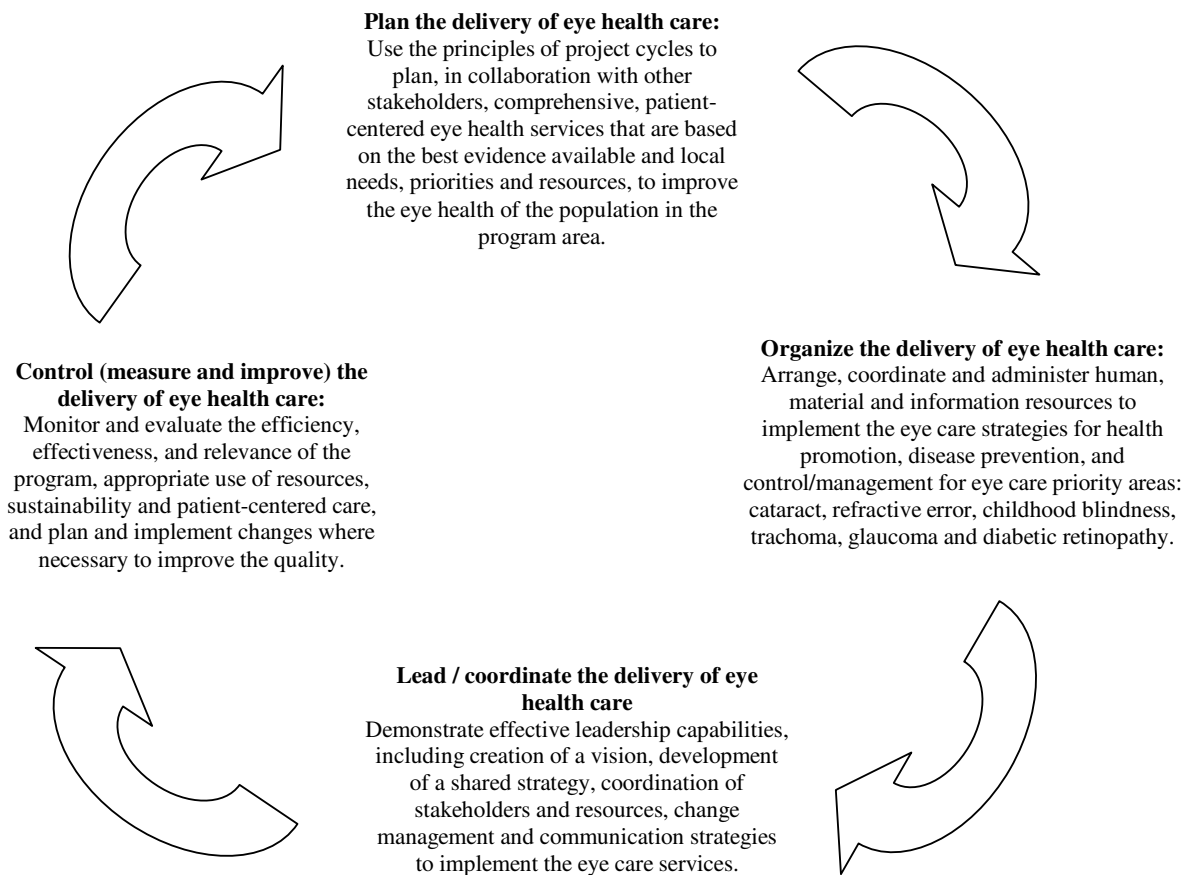 Plan the delivery of eye health care:
Use the principles of project cycles to
plan, in collaboration with other
stakeholders, comprehensive, patient-
centered eye health services that are based
on the best evidence available and local
needs, priorities and resources, to improve
the eye health of the population in the
program area.
Organize the delivery of eye health care:
Arrange, coordinate and administer human,
material and information resources to
implement the eye care strategies for health
promotion, disease prevention, and
control/management for eye care priority areas:
cataract, refractive error, childhood blindness,
trachoma, glaucoma and diabetic retinopathy.
Lead / coordinate the delivery of eye
health care
Demonstrate effective leadership capabilities,
including creation of a vision, development
of a shared strategy, coordination of
stakeholders and resources, change
management and communication strategies
to implement the eye care services.
Control (measure and improve) the
delivery of eye health care:
Monitor and evaluate the efficiency,
effectiveness, and relevance of the
program, appropriate use of resources,
sustainability and patient-centered care,
and plan and implement changes where
necessary to improve the quality.